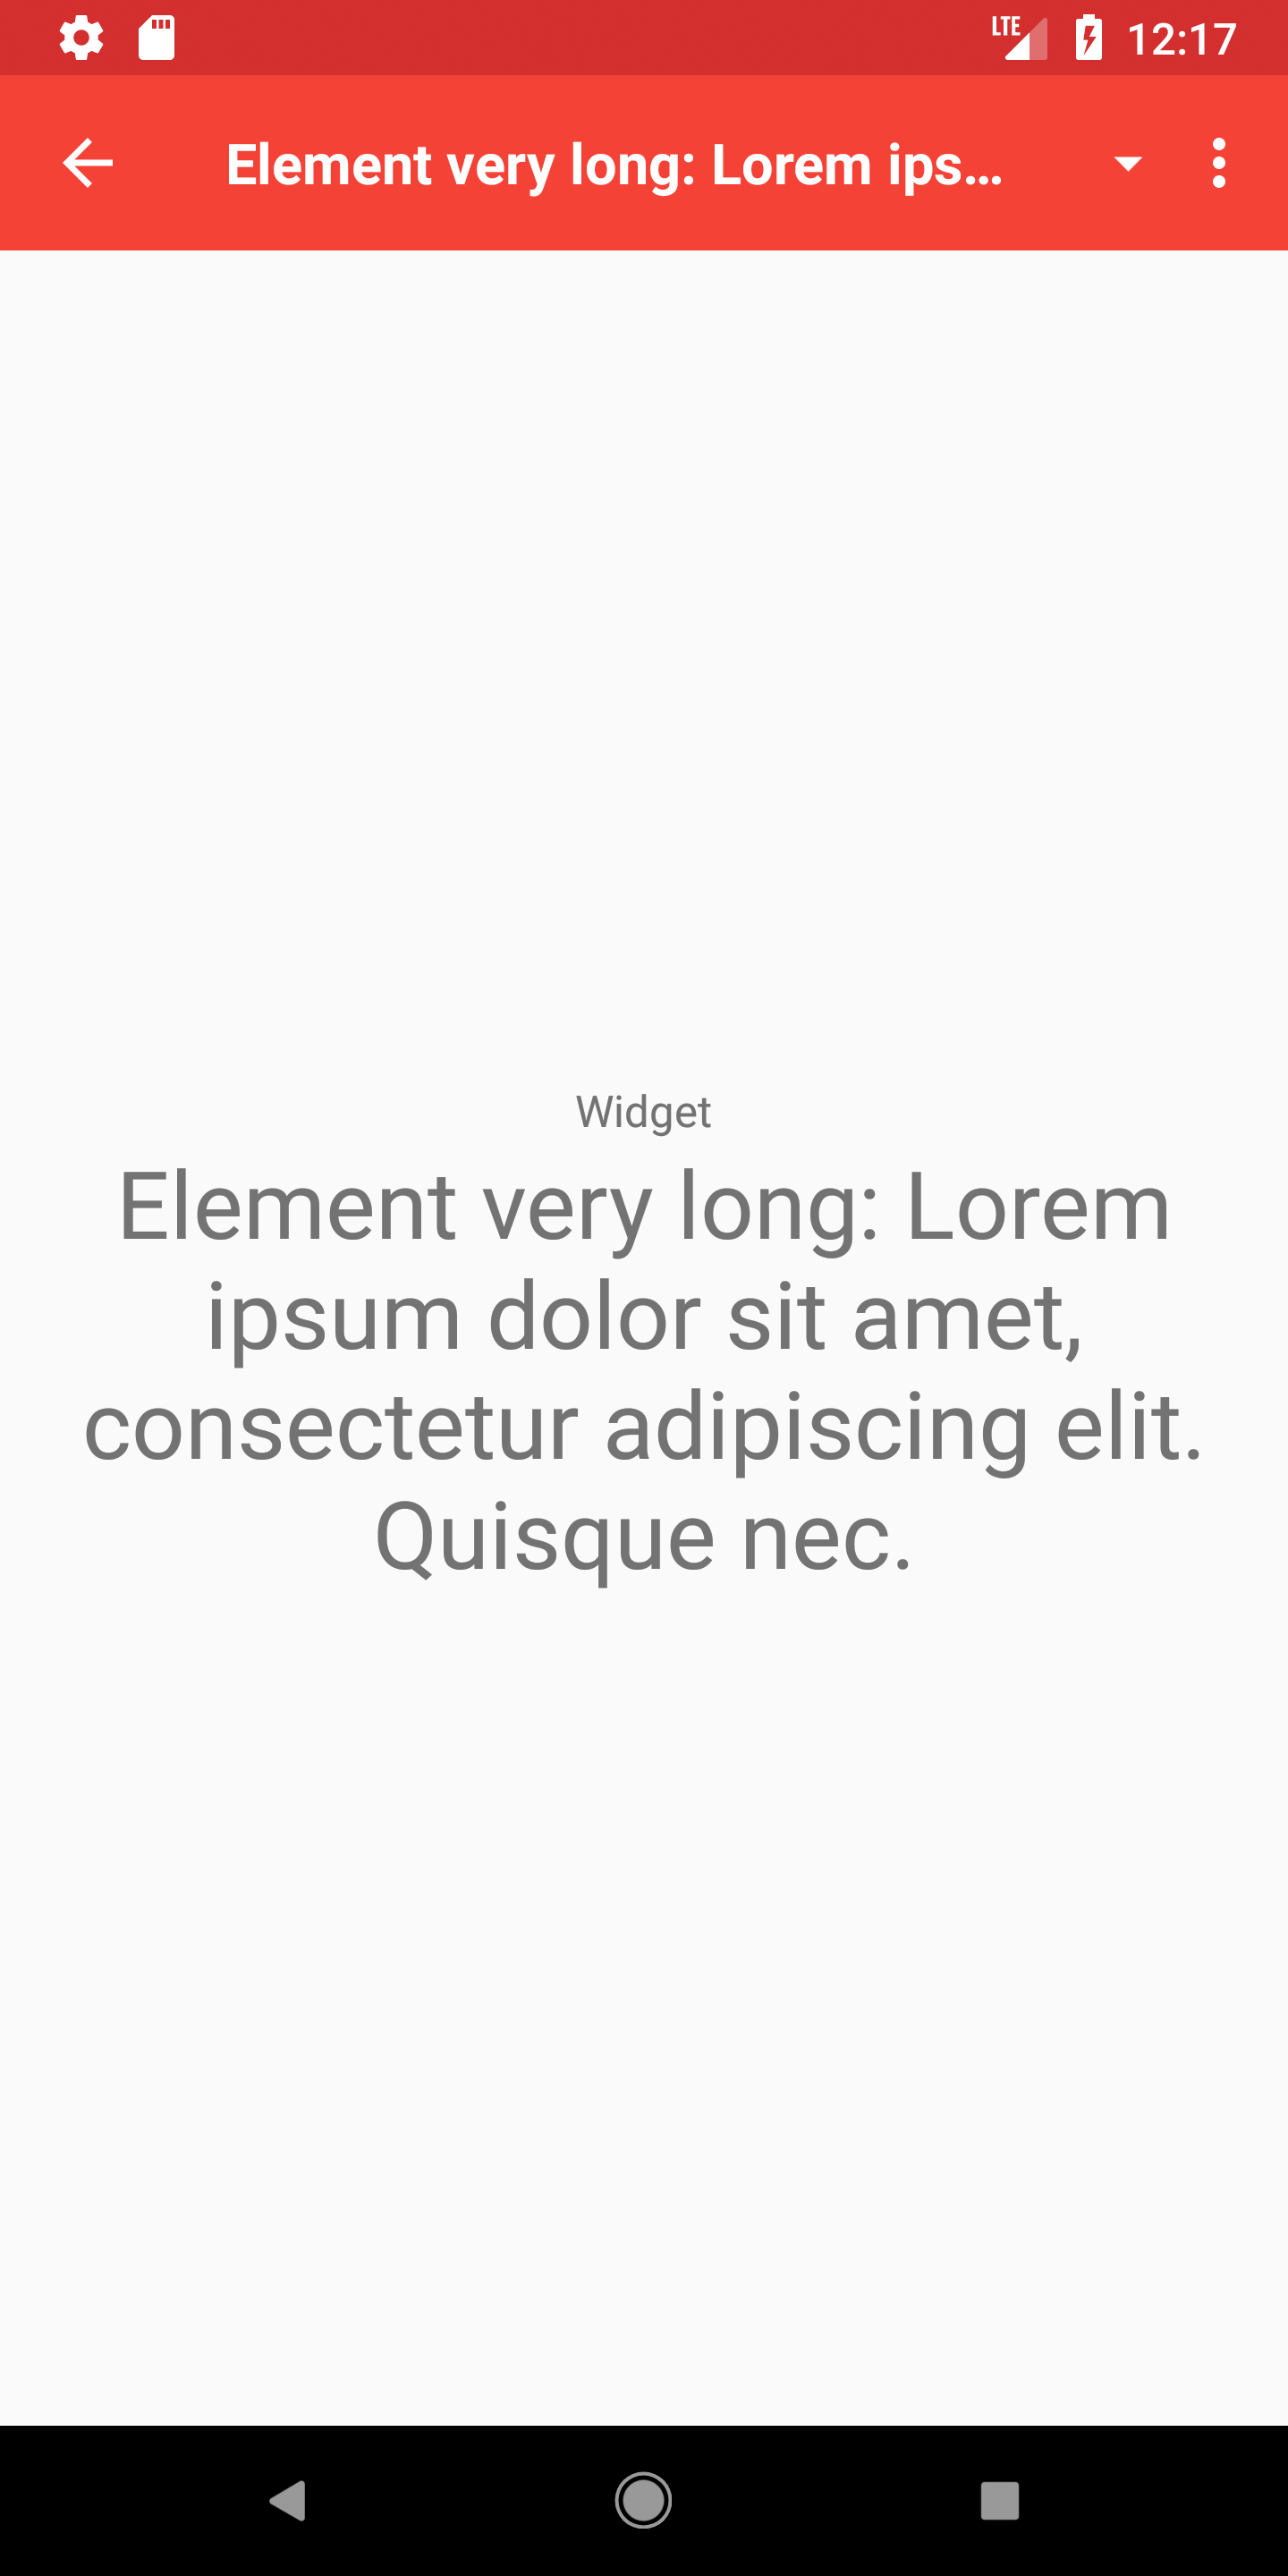 LTE 12:17
Element very long: Lorem ips...
Widget
Element very long: Lorem
ipsum dolor sit amet,
consectetur adipiscing elit.
Quisque nec.